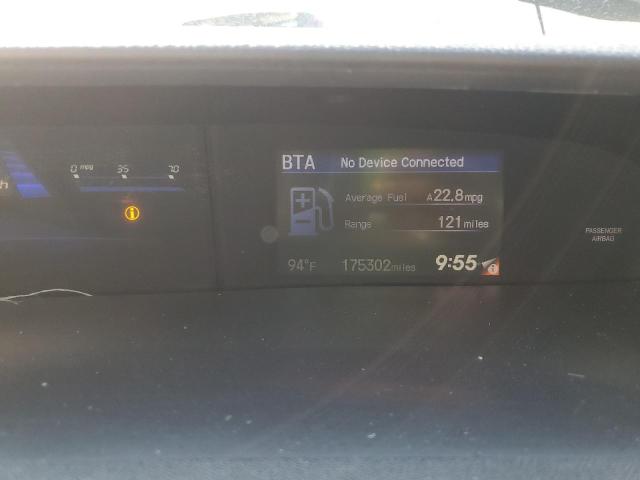 BTA No Device Connected
0 mpg 35 70
Average Fuel A 22.8 mpg
Range 121 miles
PASSENGER
AIRBAG
94°F 175302 miles 9:55